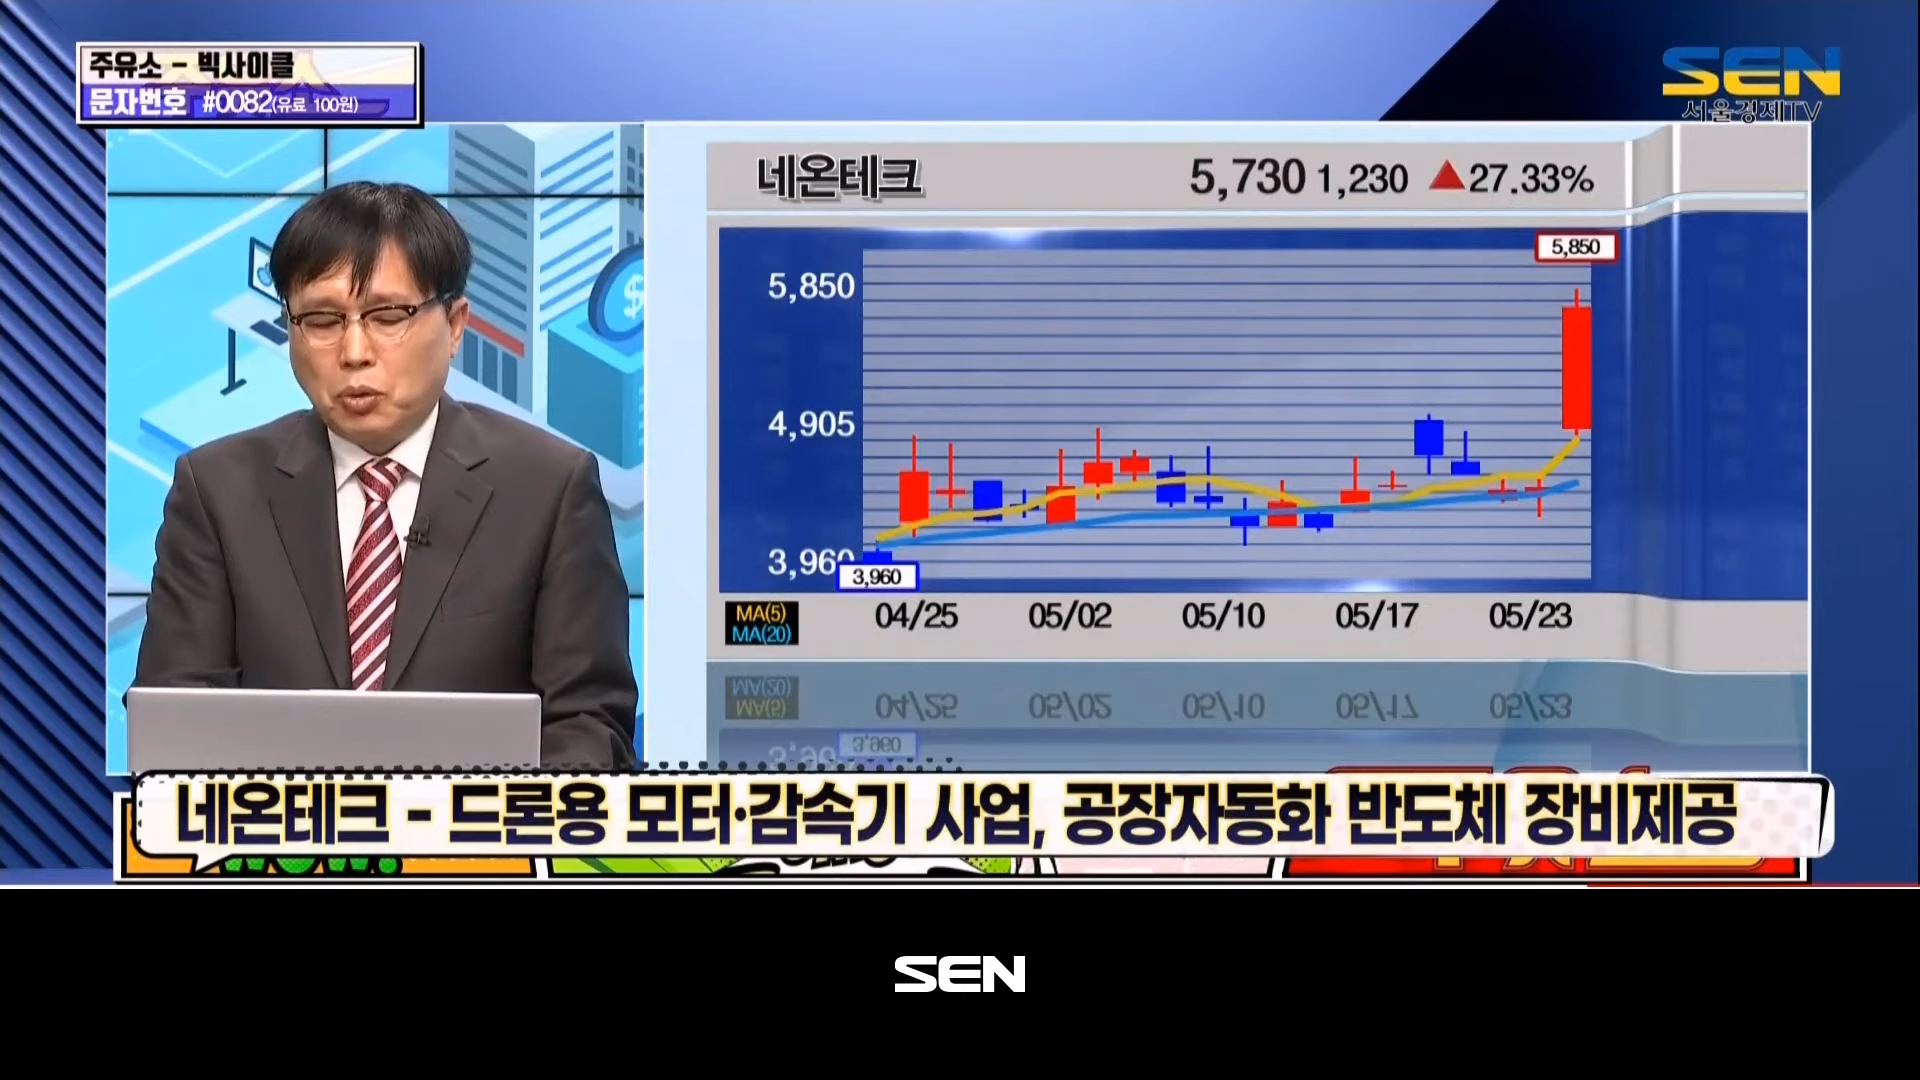 주유소 - 빅사이클
문자번호 #0082(유료 100원)
SEN
서울경제TV
네온테크 5,730 1,230 ▲27.33%
5,850
5,850
4,905
3,960
3,960
MA(5)
MA(20)
04/25 05/02 05/10 05/17 05/23
네온테크 - 드론용 모터·감속기 사업, 공장자동화 반도체 장비제공
WOW!
SEN